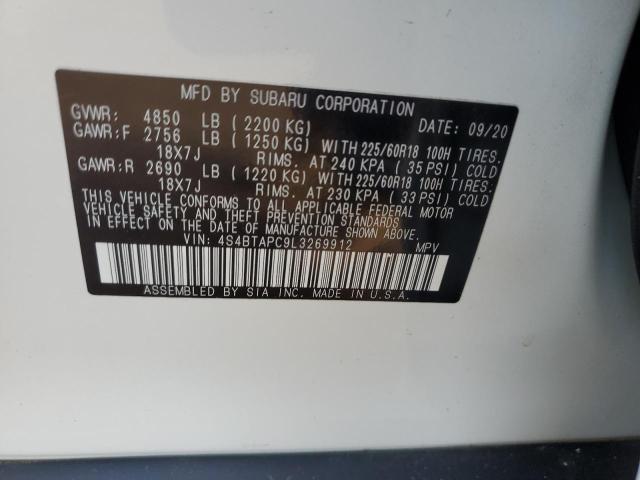 MFD BY SUBARU CORPORATION
GVWR: 4850 LB ( 2200 KG) DATE: 09/20
GAWR:F 2756 LB ( 1250 KG) WITH 225/60R18 100H TIRES.
18X7J RIMS. AT 240 KPA ( 35 PSI) COLD
GAWR:R 2690 LB ( 1220 KG) WITH 225/60R18 100H TIRES.
18X7J RIMS. AT 230 KPA ( 33 PSI) COLD
THIS VEHICLE CONFORMS TO ALL APPLICABLE FEDERAL MOTOR
VEHICLE SAFETY AND THEFT PREVENTION STANDARDS
IN EFFECT ON THE DATE OF MANUFACTURE SHOWN ABOVE.
VIN: 4S4BTAPC9L3269912 MPV
ASSEMBLED BY SIA INC. MADE IN U.S.A.